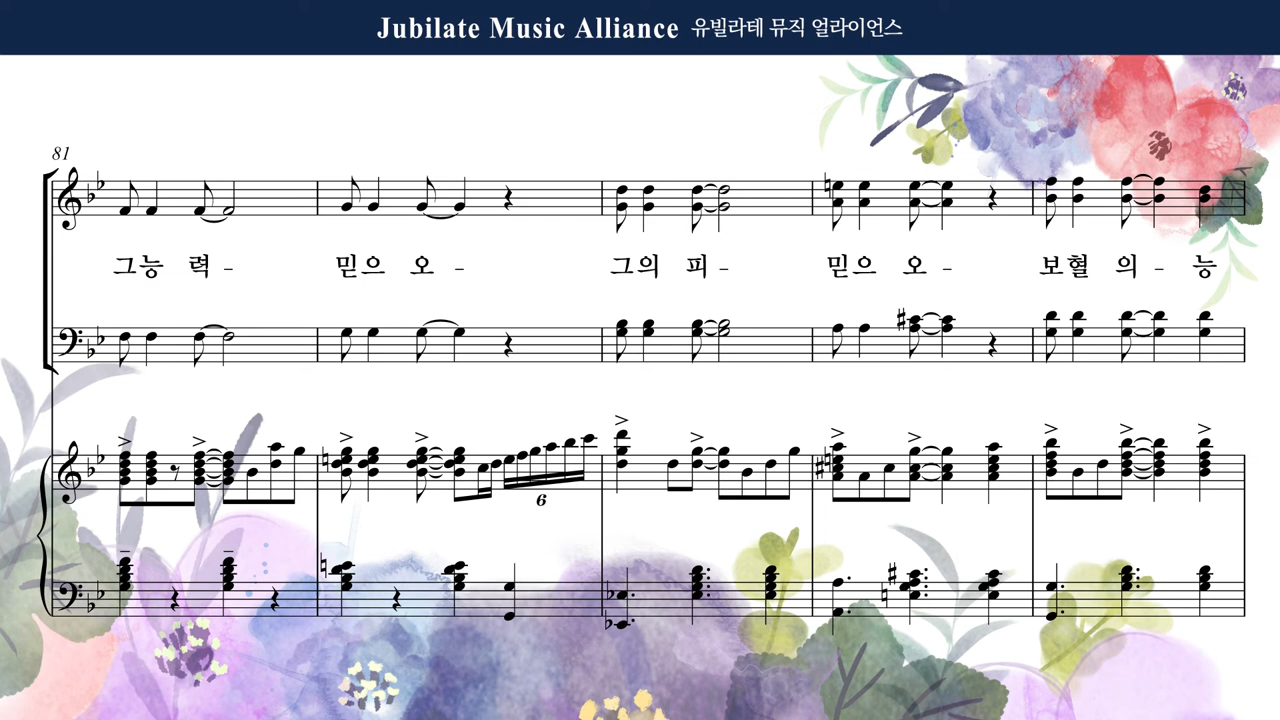 Jubilate Music Alliance 유빌라테 뮤직 얼라이언스
81
그능 력 - 믿으 오 - 그의 피 - 믿으 오 - 보혈 의 - 능
6